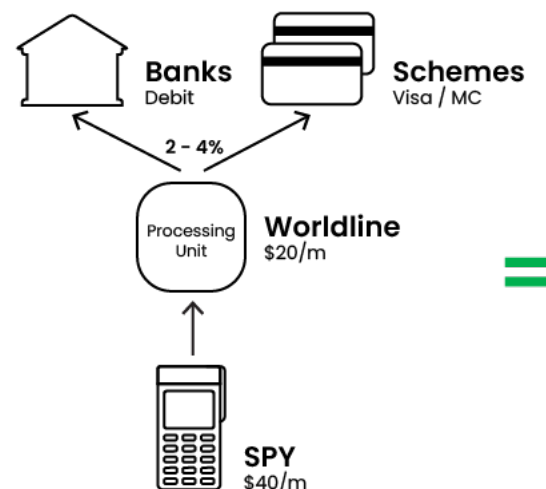 Banks
Debit
Schemes
Visa / MC
2 - 4%
Processing
Unit
Worldline
$20/m
SPY
$40/m